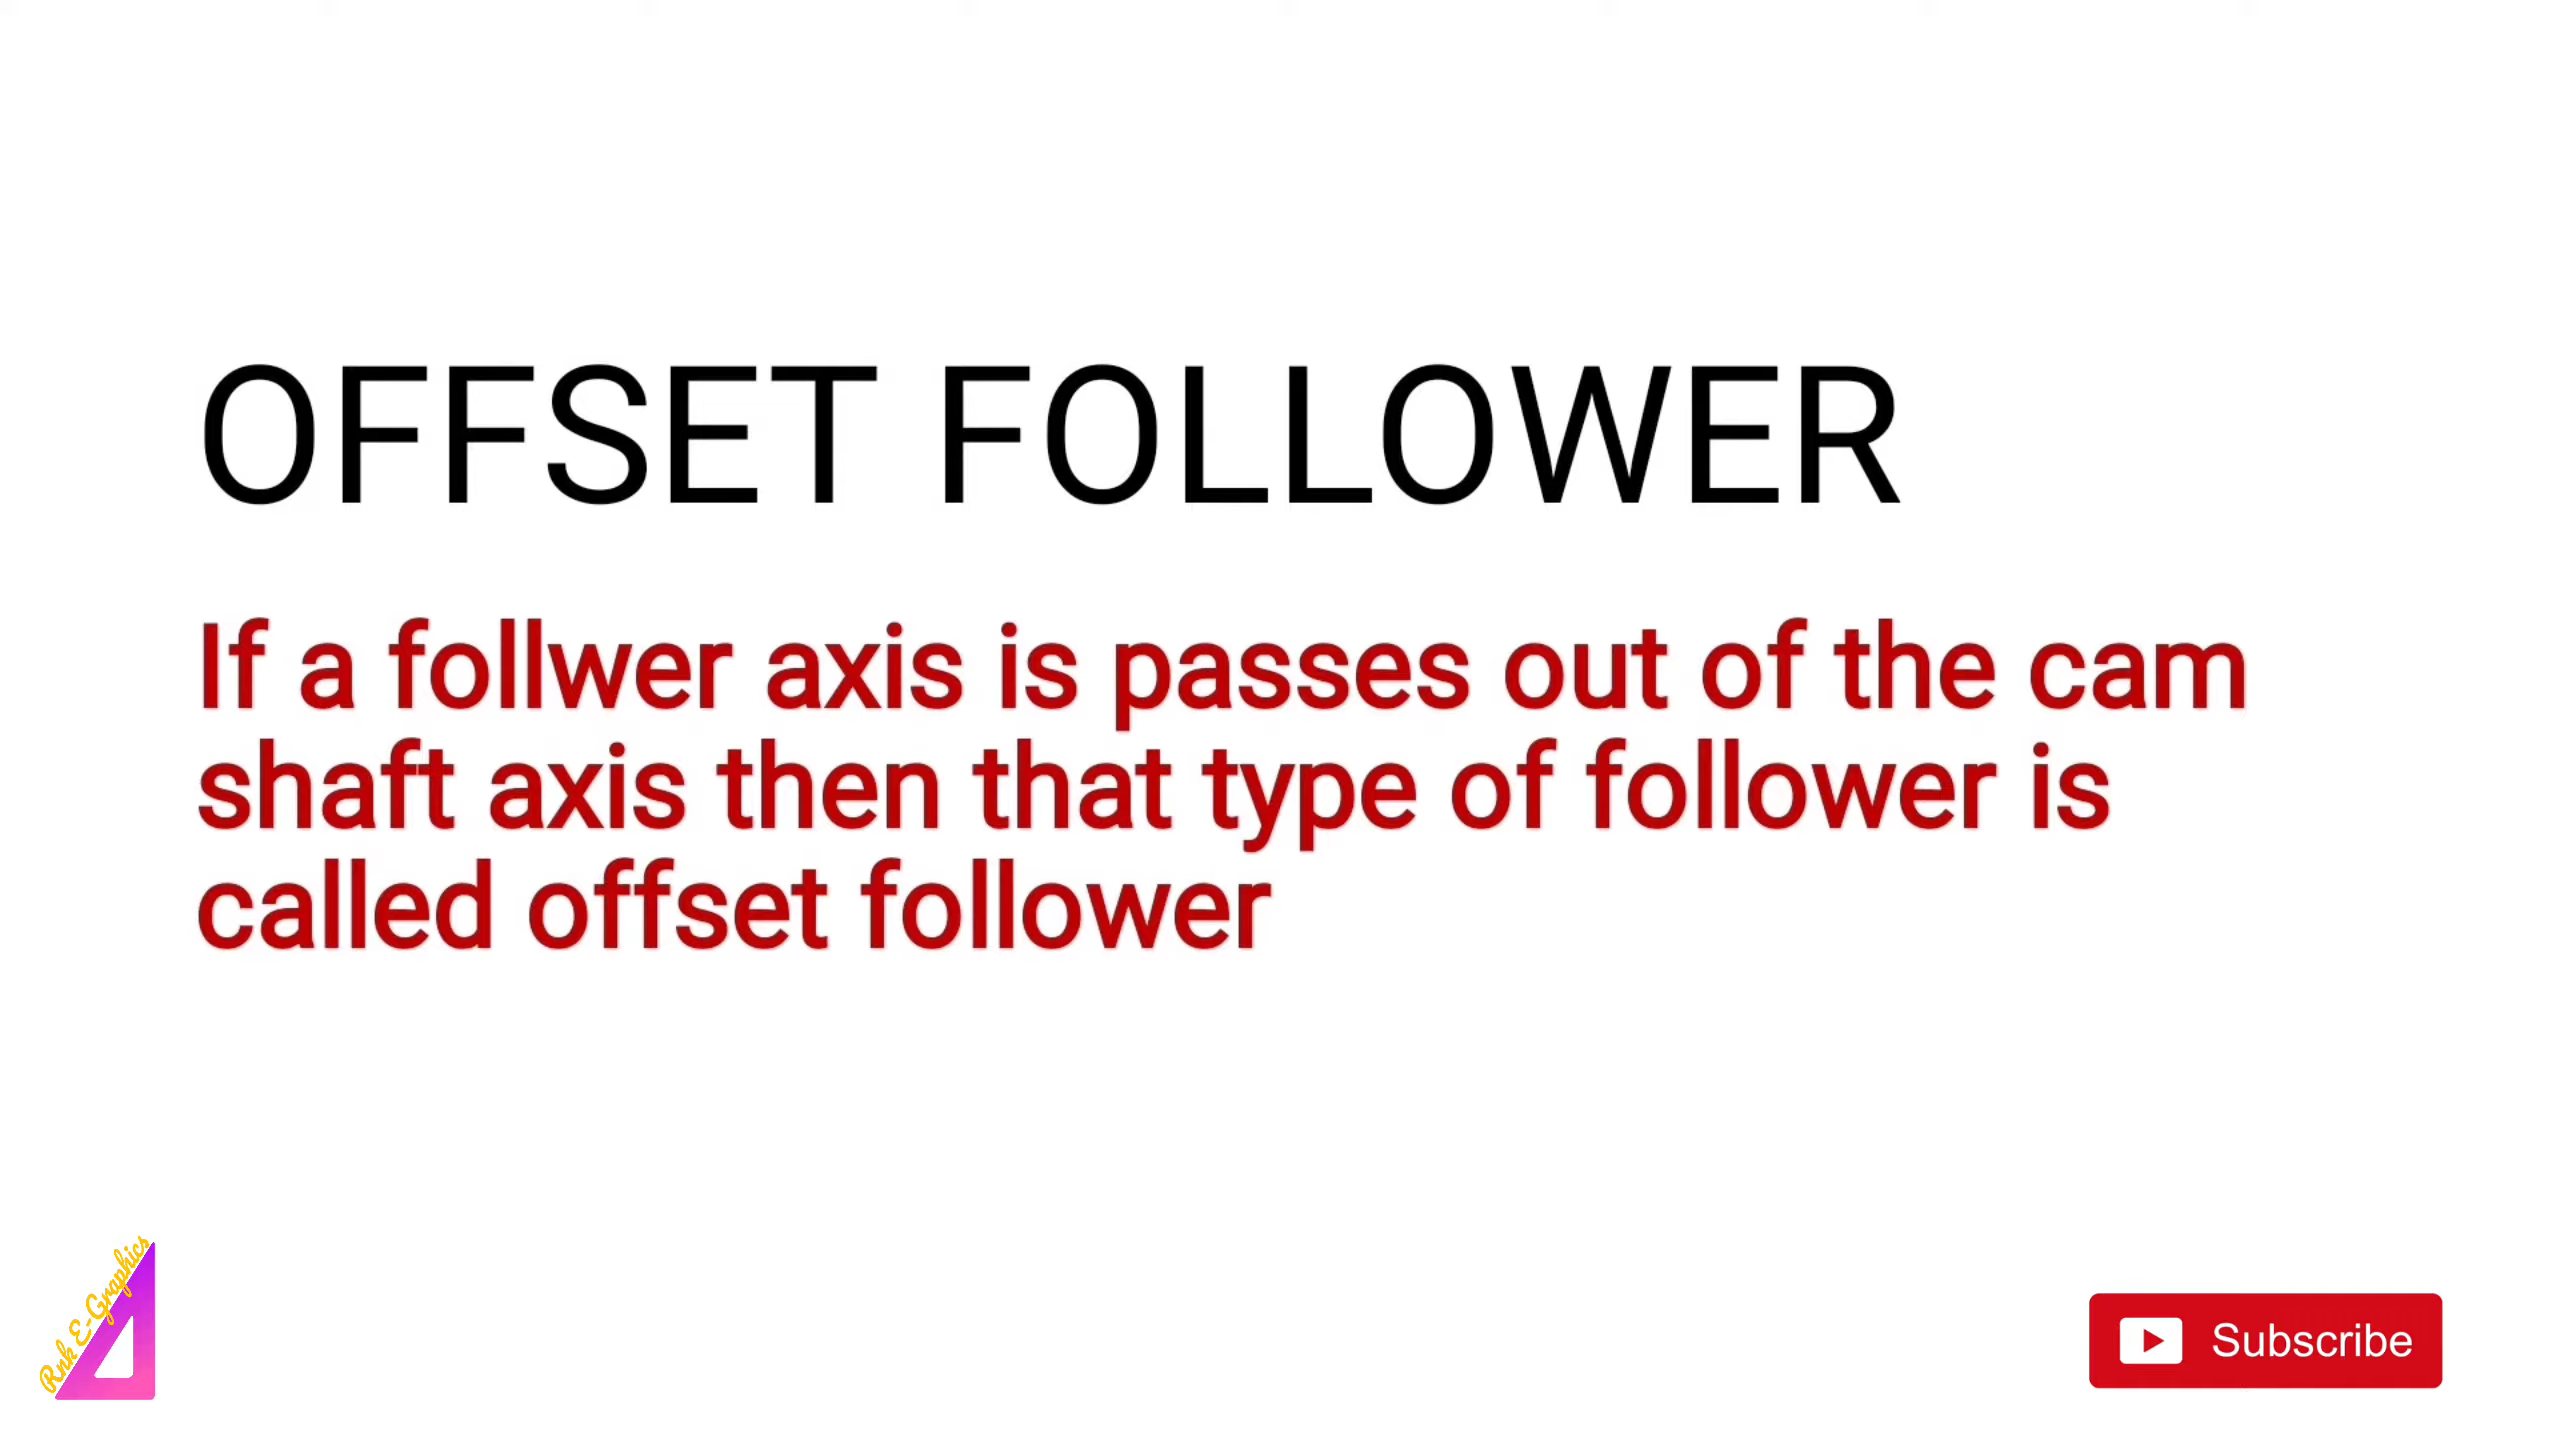 OFFSET FOLLOWER
If a follwer axis is passes out of the cam
shaft axis then that type of follower is
called offset follower
Rnk E-Graphics
Subscribe